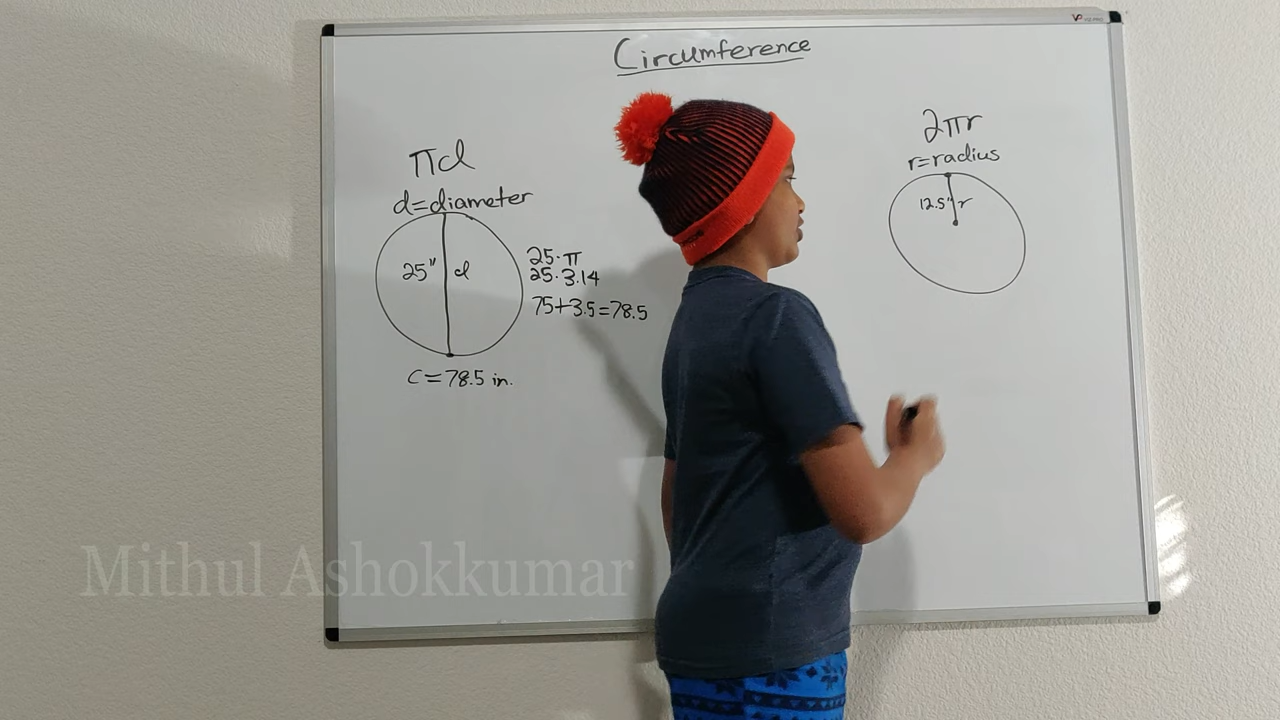 Circumference
πd
d=diameter
25" d
25·π
25·3.14
75+3.5=78.5
C=78.5 in.
2πr
r=radius
12.5" r
Mithul Ashokkumar